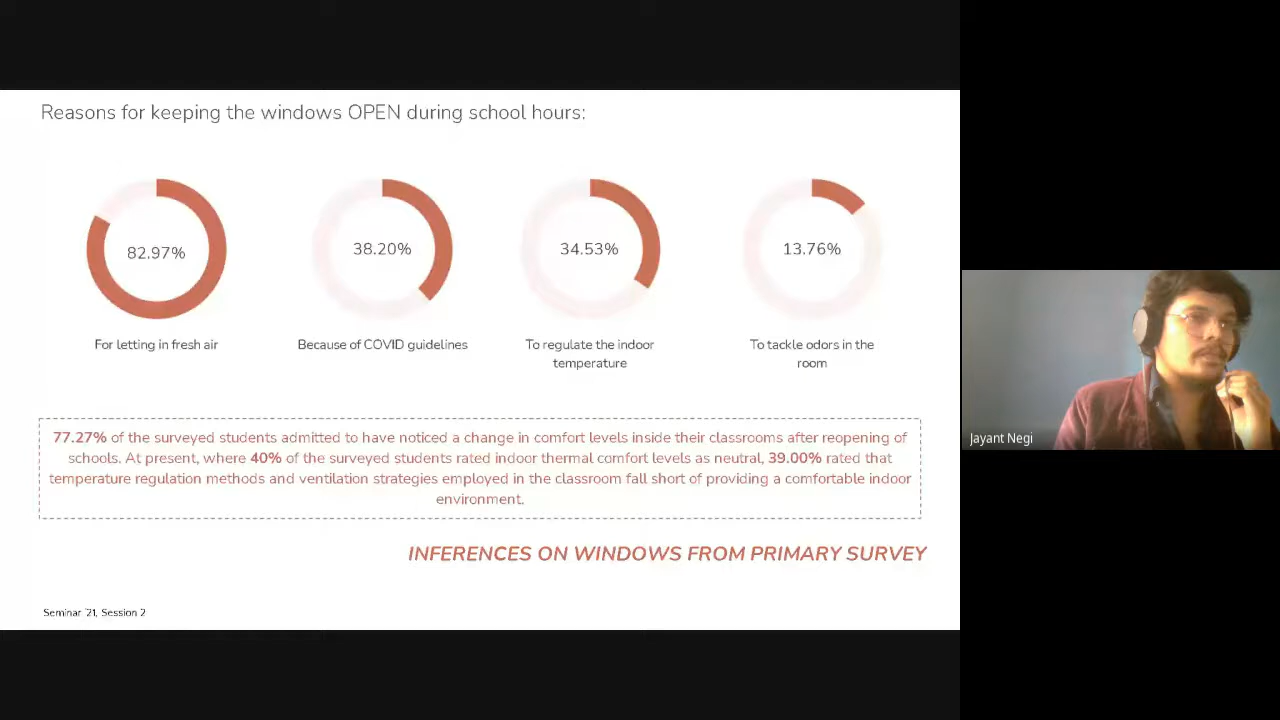 Reasons for keeping the windows OPEN during school hours:
82.97%
38.20%
34.53%
13.76%
For letting in fresh air
Because of COVID guidelines
To regulate the indoor
temperature
To tackle odors in the
room
77.27% of the surveyed students admitted to have noticed a change in comfort levels inside their classrooms after reopening of
schools. At present, where 40% of the surveyed students rated indoor thermal comfort levels as neutral, 39.00% rated that
temperature regulation methods and ventilation strategies employed in the classroom fall short of providing a comfortable indoor
environment.
INFERENCES ON WINDOWS FROM PRIMARY SURVEY
Seminar '21, Session 2
Jayant Negi